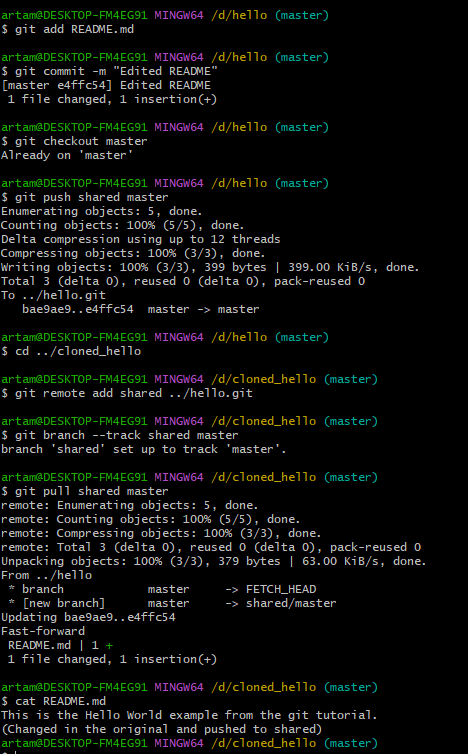 artam@DESKTOP-FM4EG91 MINGW64 /d/hello (master)
$ git add README.md
artam@DESKTOP-FM4EG91 MINGW64 /d/hello (master)
$ git commit -m "Edited README"
[master e4ffc54] Edited README
 1 file changed, 1 insertion(+)
artam@DESKTOP-FM4EG91 MINGW64 /d/hello (master)
$ git checkout master
Already on 'master'
artam@DESKTOP-FM4EG91 MINGW64 /d/hello (master)
$ git push shared master
Enumerating objects: 5, done.
Counting objects: 100% (5/5), done.
Delta compression using up to 12 threads
Compressing objects: 100% (3/3), done.
Writing objects: 100% (3/3), 399 bytes | 399.00 KiB/s, done.
Total 3 (delta 0), reused 0 (delta 0), pack-reused 0
To ../hello.git
   bae9ae9..e4ffc54  master -> master
artam@DESKTOP-FM4EG91 MINGW64 /d/hello (master)
$ cd ../cloned_hello
artam@DESKTOP-FM4EG91 MINGW64 /d/cloned_hello (master)
$ git remote add shared ../hello.git
artam@DESKTOP-FM4EG91 MINGW64 /d/cloned_hello (master)
$ git branch --track shared master
branch 'shared' set up to track 'master'.
artam@DESKTOP-FM4EG91 MINGW64 /d/cloned_hello (master)
$ git pull shared master
remote: Enumerating objects: 5, done.
remote: Counting objects: 100% (5/5), done.
remote: Compressing objects: 100% (3/3), done.
remote: Total 3 (delta 0), reused 0 (delta 0), pack-reused 0
Unpacking objects: 100% (3/3), 379 bytes | 63.00 KiB/s, done.
From ../hello
 * branch            master     -> FETCH_HEAD
 * [new branch]      master     -> shared/master
Updating bae9ae9..e4ffc54
Fast-forward
 README.md | 1 +
 1 file changed, 1 insertion(+)
artam@DESKTOP-FM4EG91 MINGW64 /d/cloned_hello (master)
$ cat README.md
This is the Hello World example from the git tutorial.
(Changed in the original and pushed to shared)
artam@DESKTOP-FM4EG91 MINGW64 /d/cloned_hello (master)